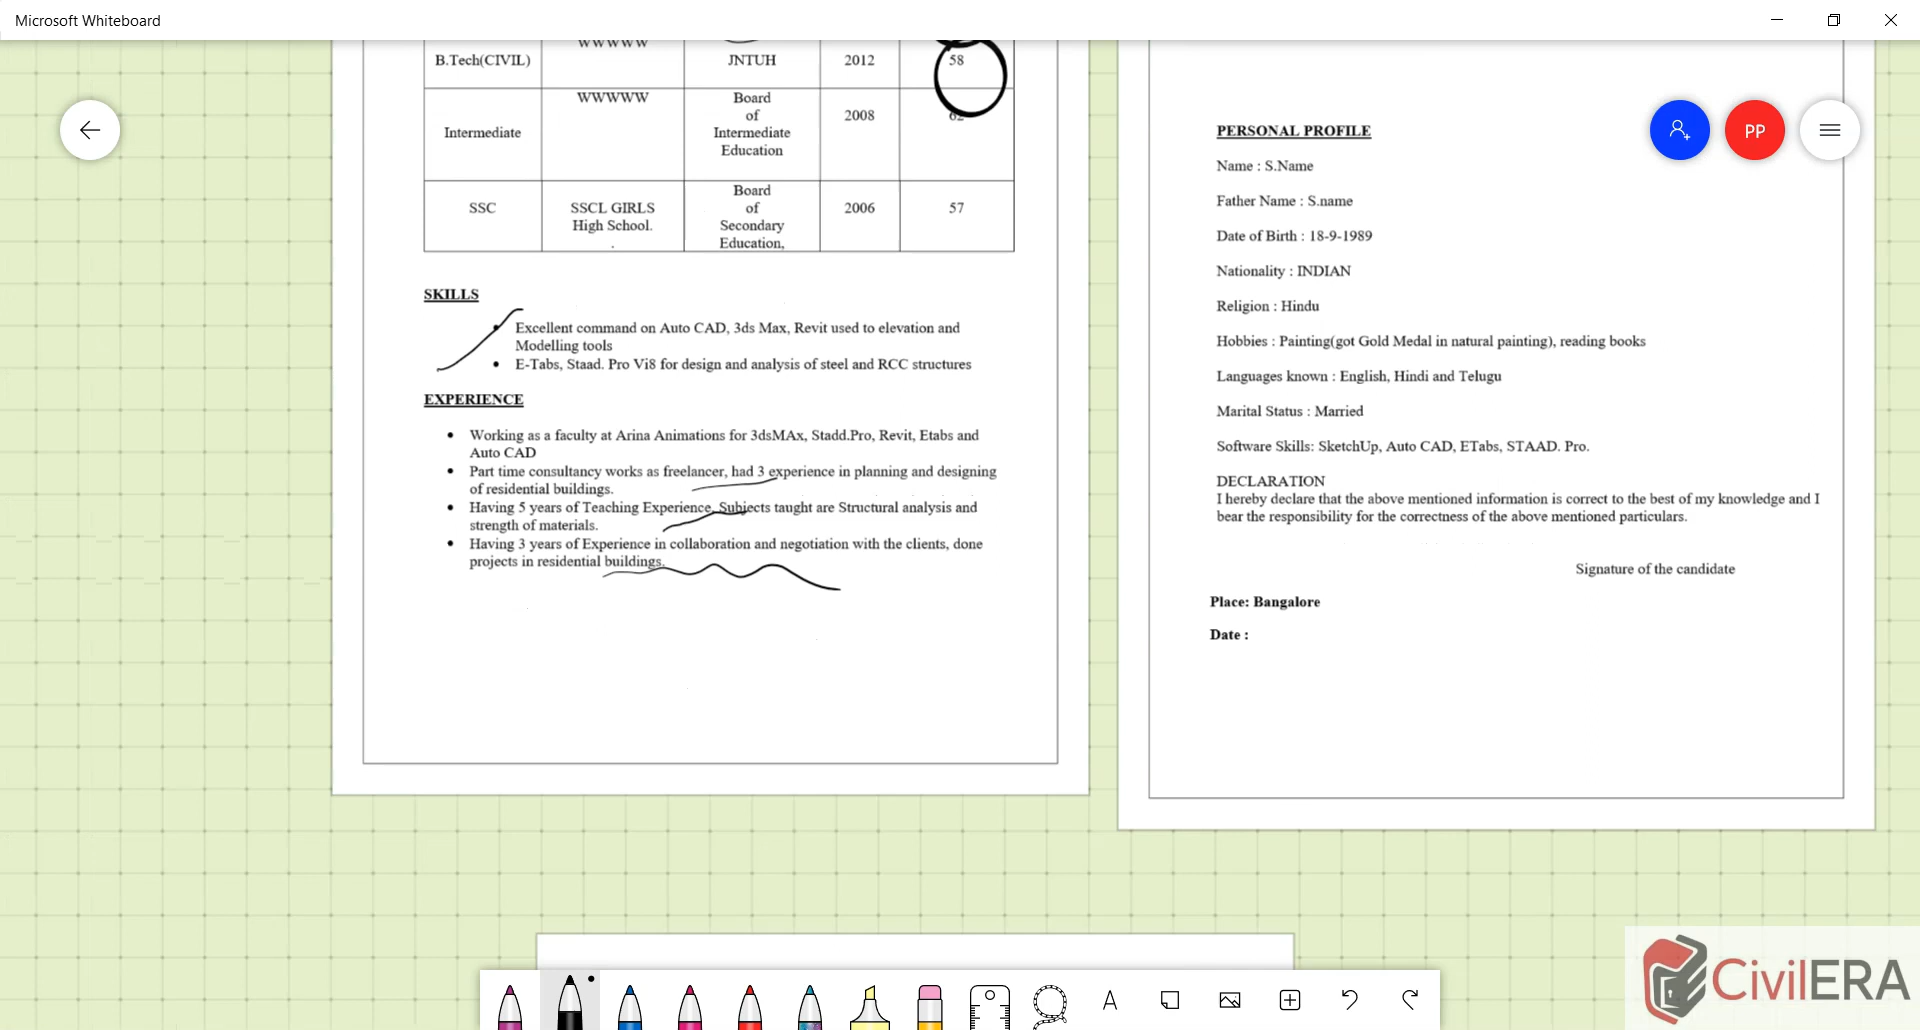 Microsoft Whiteboard
B.Tech(CIVIL)
JNTUH
2012
58
Intermediate
WWWWW
Board
of
Intermediate
Education
2008
62
SSC
SSCL GIRLS
High School.
.
Board
of
Secondary
Education,
2006
57
SKILLS
• Excellent command on Auto CAD, 3ds Max, Revit used to elevation and
Modelling tools
• E-Tabs, Staad. Pro Vi8 for design and analysis of steel and RCC structures
EXPERIENCE
• Working as a faculty at Arina Animations for 3dsMAx, Stadd.Pro, Revit, Etabs and
Auto CAD
• Part time consultancy works as freelancer, had 3 experience in planning and designing
of residential buildings.
• Having 5 years of Teaching Experience. Subjects taught are Structural analysis and
strength of materials.
• Having 3 years of Experience in collaboration and negotiation with the clients, done
projects in residential buildings.
PERSONAL PROFILE
Name : S.Name
Father Name : S.name
Date of Birth : 18-9-1989
Nationality : INDIAN
Religion : Hindu
Hobbies : Painting(got Gold Medal in natural painting), reading books
Languages known : English, Hindi and Telugu
Marital Status : Married
Software Skills: SketchUp, Auto CAD, ETabs, STAAD. Pro.
DECLARATION
I hereby declare that the above mentioned information is correct to the best of my knowledge and I
bear the responsibility for the correctness of the above mentioned particulars.
Signature of the candidate
Place: Bangalore
Date :
PP
A
CivilERA